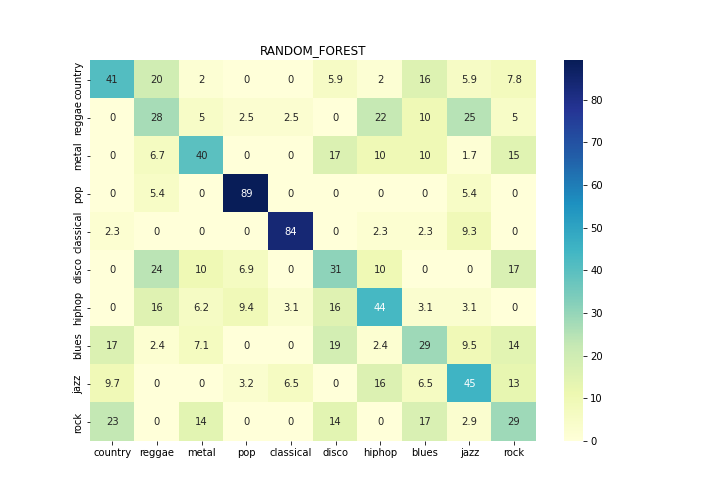 RANDOM_FOREST
country 41 20 2 0 0 5.9 2 16 5.9 7.8
reggae 0 28 5 2.5 2.5 0 22 10 25 5
metal 0 6.7 40 0 0 17 10 10 1.7 15
pop 0 5.4 0 89 0 0 0 0 5.4 0
classical 2.3 0 0 0 84 0 2.3 2.3 9.3 0
disco 0 24 10 6.9 0 31 10 0 0 17
hiphop 0 16 6.2 9.4 3.1 16 44 3.1 3.1 0
blues 17 2.4 7.1 0 0 19 2.4 29 9.5 14
jazz 9.7 0 0 3.2 6.5 0 16 6.5 45 13
rock 23 0 14 0 0 14 0 17 2.9 29
country reggae metal pop classical disco hiphop blues jazz rock
80
70
60
50
40
30
20
10
0